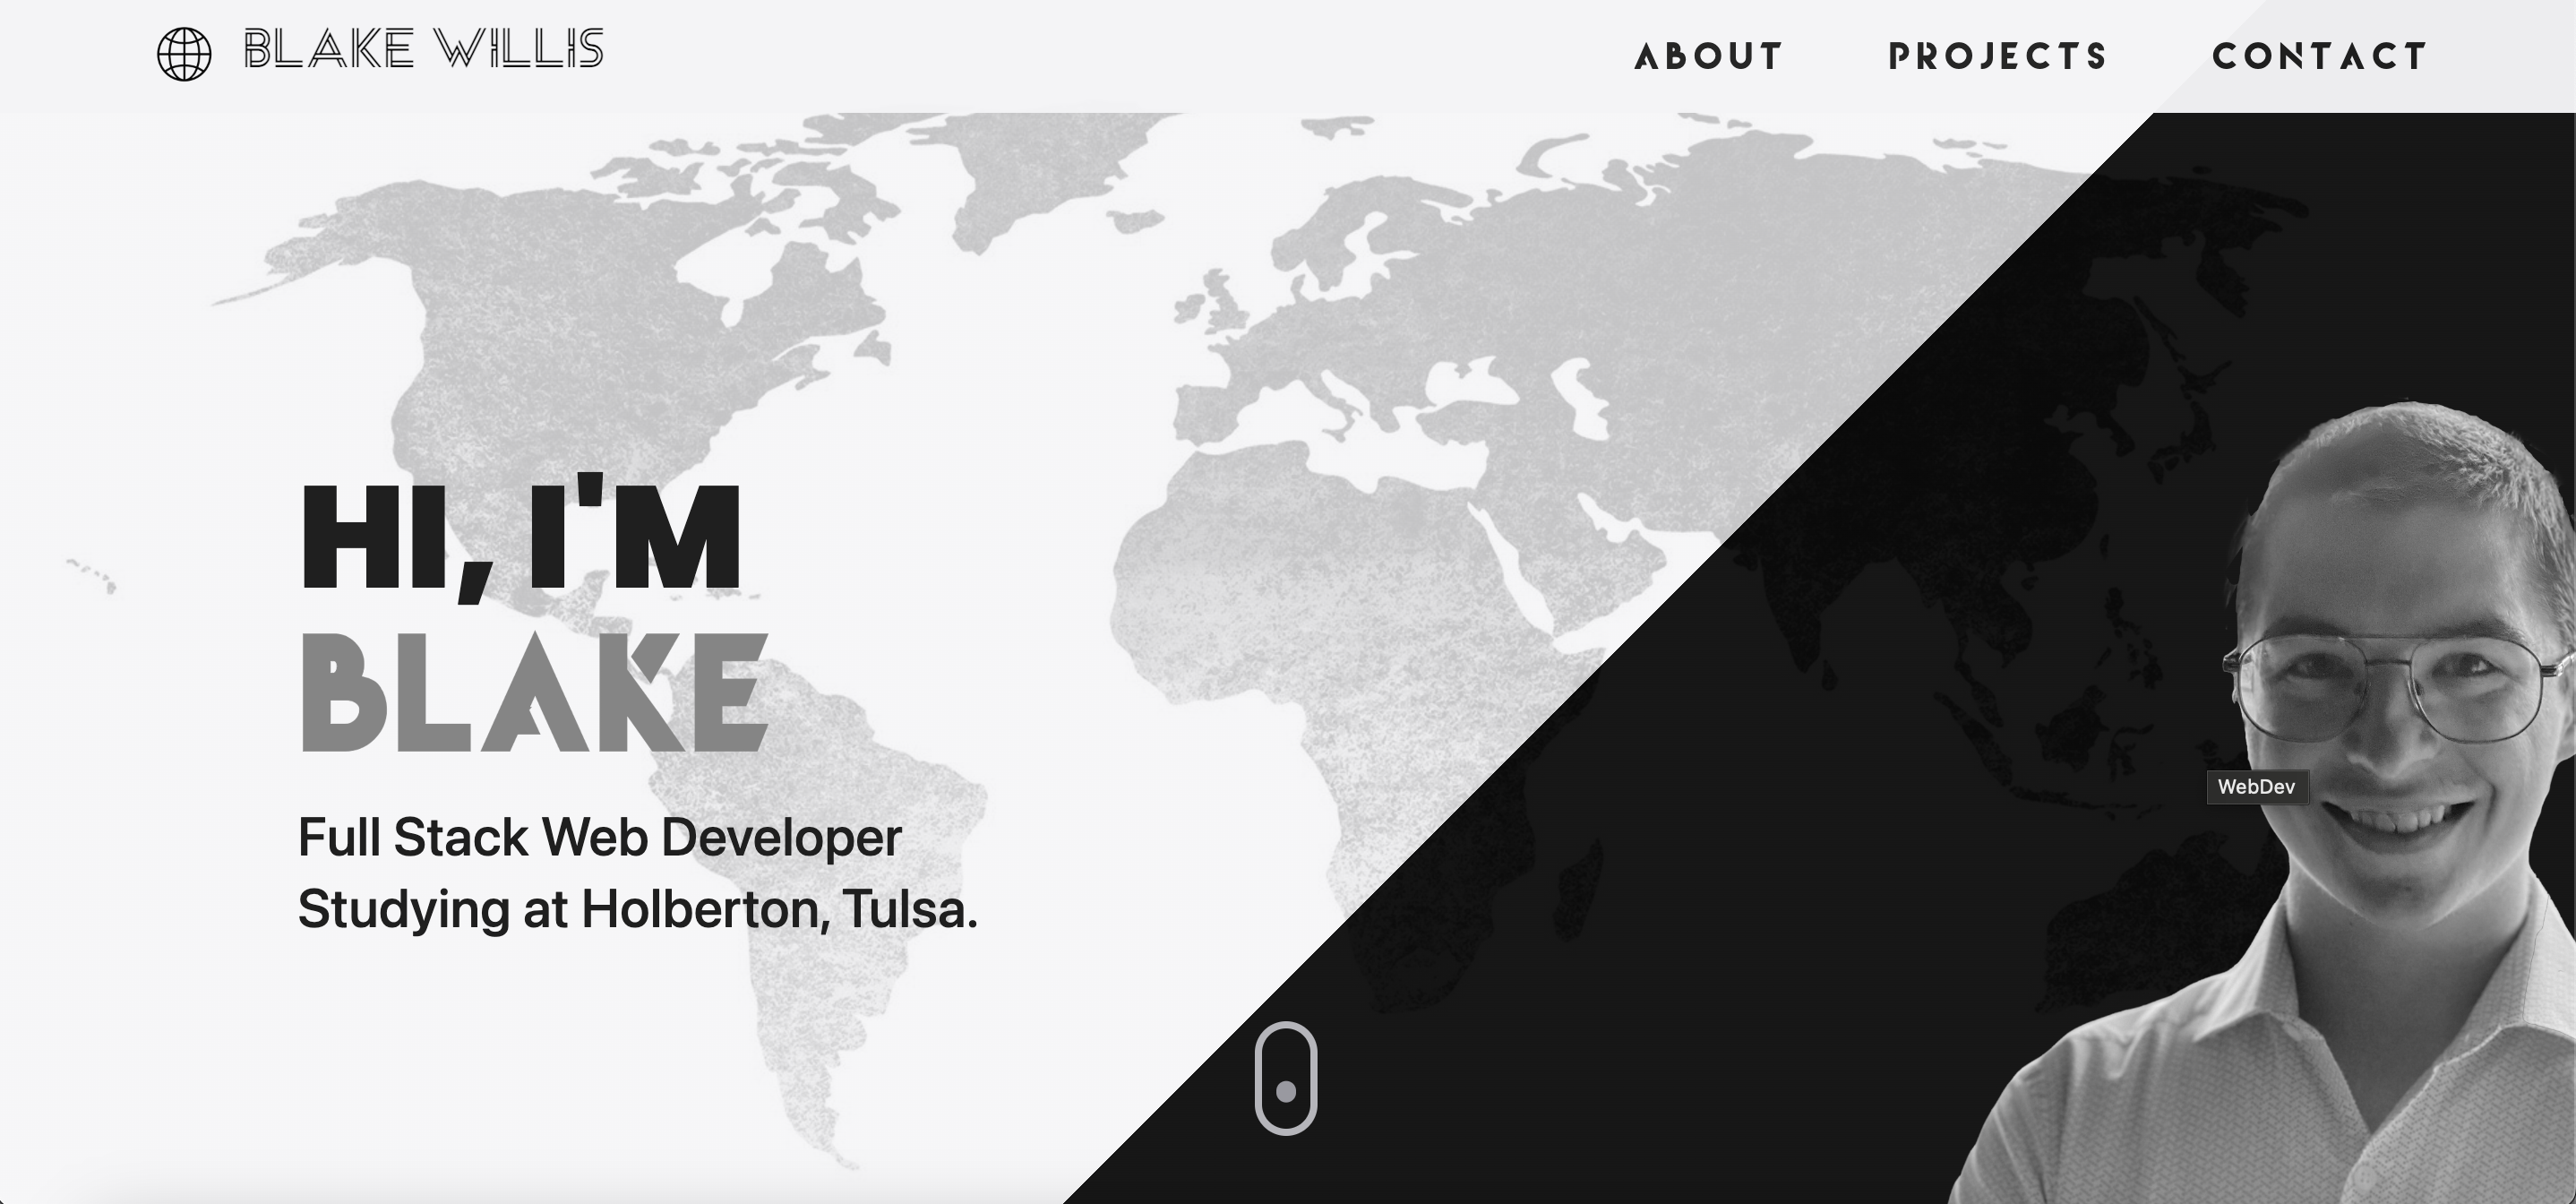 BLAKE WILLIS
ABOUT PROJECTS CONTACT
HI, I'M
BLAKE
Full Stack Web Developer
Studying at Holberton, Tulsa.
WebDev